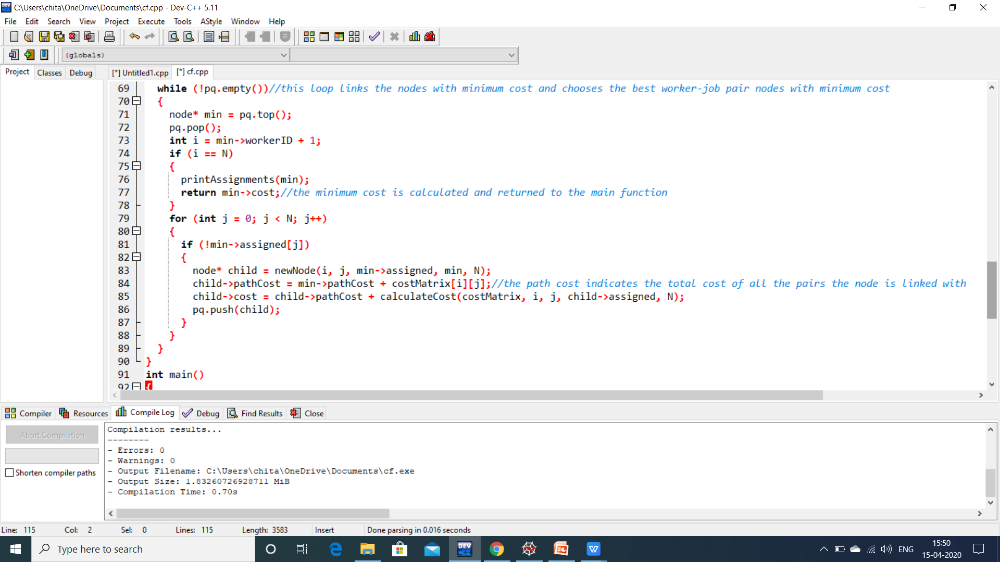 C:\Users\chita\OneDrive\Documents\cf.cpp - Dev-C++ 5.11
File Edit Search View Project Execute Tools AStyle Window Help
(globals)
Project Classes Debug [*] Untitled1.cpp [*] cf.cpp
69 while (!pq.empty())//this loop links the nodes with minimum cost and chooses the best worker-job pair nodes with minimum cost
70 {
71 node* min = pq.top();
72 pq.pop();
73 int i = min->workerID + 1;
74 if (i == N)
75 {
76 printAssignments(min);
77 return min->cost;//the minimum cost is calculated and returned to the main function
78 }
79 for (int j = 0; j < N; j++)
80 {
81 if (!min->assigned[j])
82 {
83 node* child = newNode(i, j, min->assigned, min, N);
84 child->pathCost = min->pathCost + costMatrix[i][j];//the path cost indicates the total cost of all the pairs the node is linked with
85 child->cost = child->pathCost + calculateCost(costMatrix, i, j, child->assigned, N);
86 pq.push(child);
87 }
88 }
89 }
90 }
91 int main()
92 {
Compiler Resources Compile Log Debug Find Results Close
Abort Compilation
Shorten compiler paths
Compilation results...
--------
- Errors: 0
- Warnings: 0
- Output Filename: C:\Users\chita\OneDrive\Documents\cf.exe
- Output Size: 1.83260726928711 MiB
- Compilation Time: 0.70s
Line: 115 Col: 2 Sel: 0 Lines: 115 Length: 3583 Insert Done parsing in 0.016 seconds
Type here to search
DEV C++
W
ENG
15:50
15-04-2020